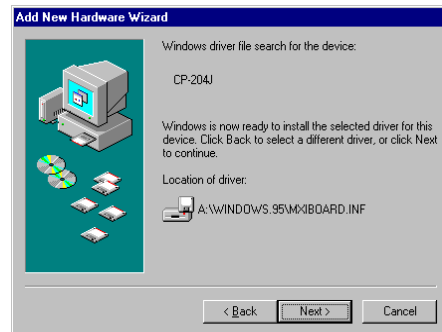 Add New Hardware Wizard
Windows driver file search for the device:
CP-204J
Windows is now ready to install the selected driver for this
device. Click Back to select a different driver, or click Next
to continue.
Location of driver:
A:\WINDOWS.95\MXIBOARD.INF
< Back
Next >
Cancel